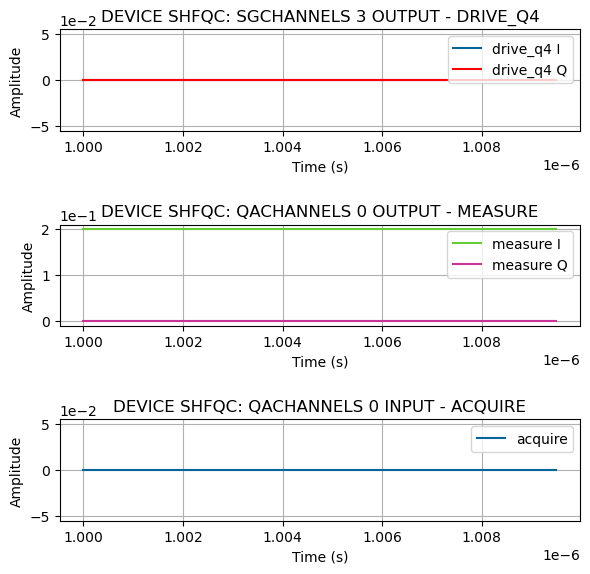 DEVICE SHFQC: SGCHANNELS 3 OUTPUT - DRIVE_Q4
1e−2
5
0
−5
Amplitude
drive_q4 I
drive_q4 Q
1.000 1.002 1.004 1.006 1.008
Time (s)
1e−6
DEVICE SHFQC: QACHANNELS 0 OUTPUT - MEASURE
1e−1
2
1
0
Amplitude
measure I
measure Q
1.000 1.002 1.004 1.006 1.008
Time (s)
1e−6
DEVICE SHFQC: QACHANNELS 0 INPUT - ACQUIRE
1e−2
5
0
−5
Amplitude
acquire
1.000 1.002 1.004 1.006 1.008
Time (s)
1e−6